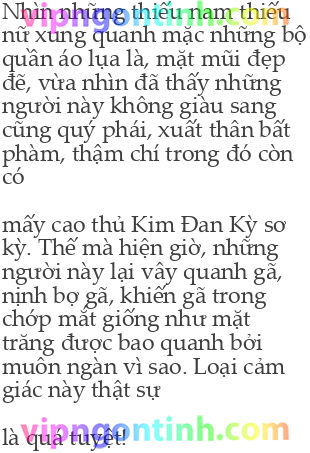 Nhìn những thiếu nam thiếu
nữ xung quanh mặc những bộ
quần áo lụa là, mặt mũi đẹp
đẽ, vừa nhìn đã thấy những
người này không giàu sang
cũng quý phái, xuất thân bất
phàm, thậm chí trong đó còn
có
mấy cao thủ Kim Đan Kỳ sơ
kỳ. Thế mà hiện giờ, những
người này lại vây quanh gã,
nịnh bợ gã, khiến gã trong
chớp mắt giống như mặt
trăng được bao quanh bởi
muôn ngàn vì sao. Loại cảm
giác này thật sự
là quá tuyệt!
vipngontinh.com
vipngontinh.com